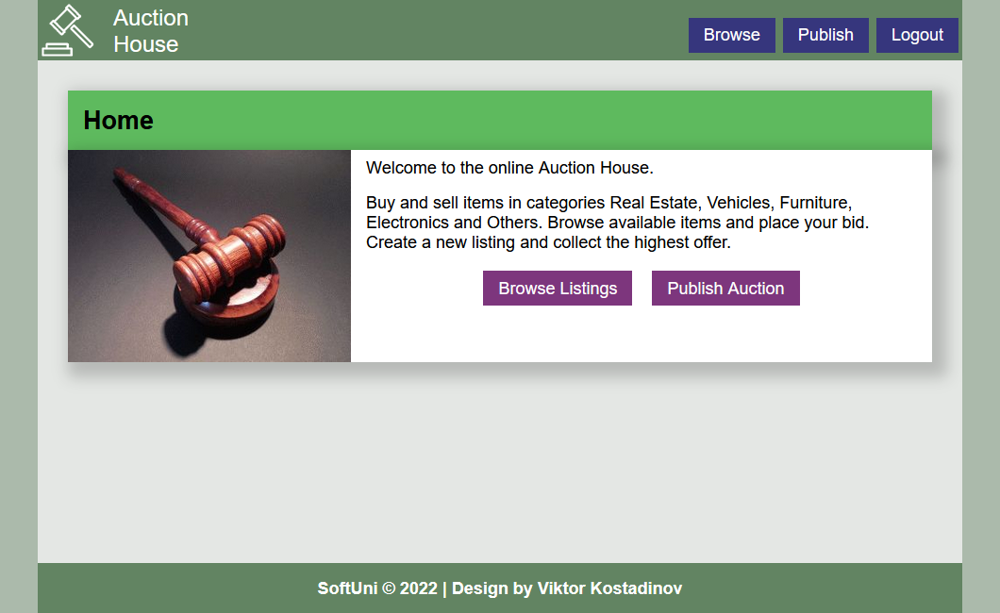 Auction
House
Browse
Publish
Logout
Home
Welcome to the online Auction House.
Buy and sell items in categories Real Estate, Vehicles, Furniture,
Electronics and Others. Browse available items and place your bid.
Create a new listing and collect the highest offer.
Browse Listings
Publish Auction
SoftUni © 2022 | Design by Viktor Kostadinov